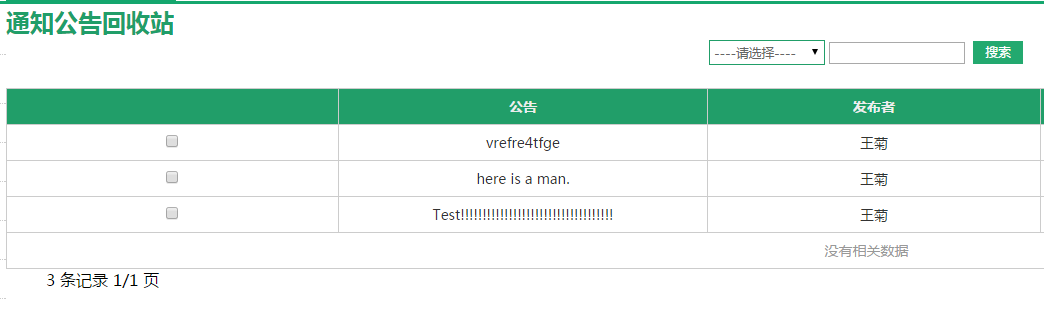 通知公告回收站
----请选择---- 搜索
公告 发布者
vrefre4tfge 王菊
here is a man. 王菊
Test!!!!!!!!!!!!!!!!!!!!!!!!!!!!!!!!!!! 王菊
没有相关数据
3 条记录 1/1 页